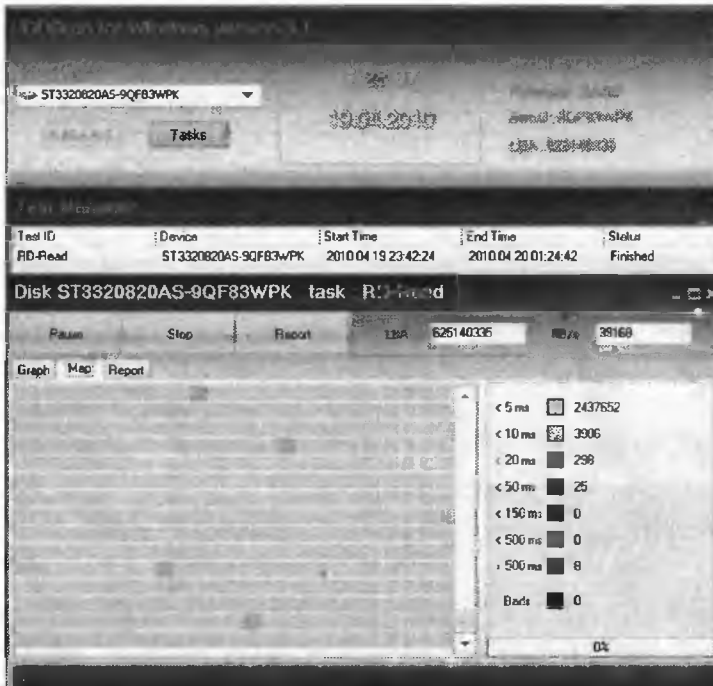 ST3320820AS-9QF83WPK
Tasks
Test ID Device Start Time End Time Status
RD-Read ST3320820AS-9QF83WPK 2010 04 19 23:42:24 2010 04 20 01:24:42 Finished
Disk ST3320820AS-9QF83WPK task
Pause Stop Report LBA 625140335 39168
Graph Map Report
< 5 ms 2437652
< 10 ms 3906
< 20 ms 298
< 50 ms 25
< 150 ms 0
< 500 ms 0
> 500 ms 8
Bads 0
0%